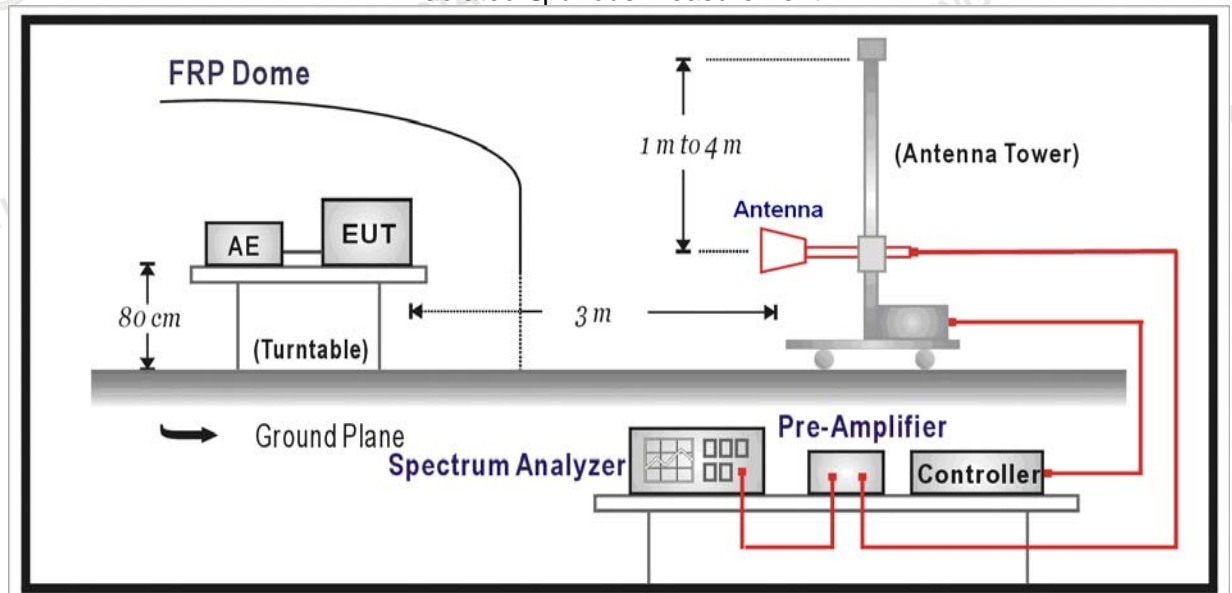 FRP Dome
1 m to 4 m
(Antenna Tower)
Antenna
AE
EUT
80 cm
3 m
(Turntable)
Ground Plane
Pre-Amplifier
Spectrum Analyzer
Controller